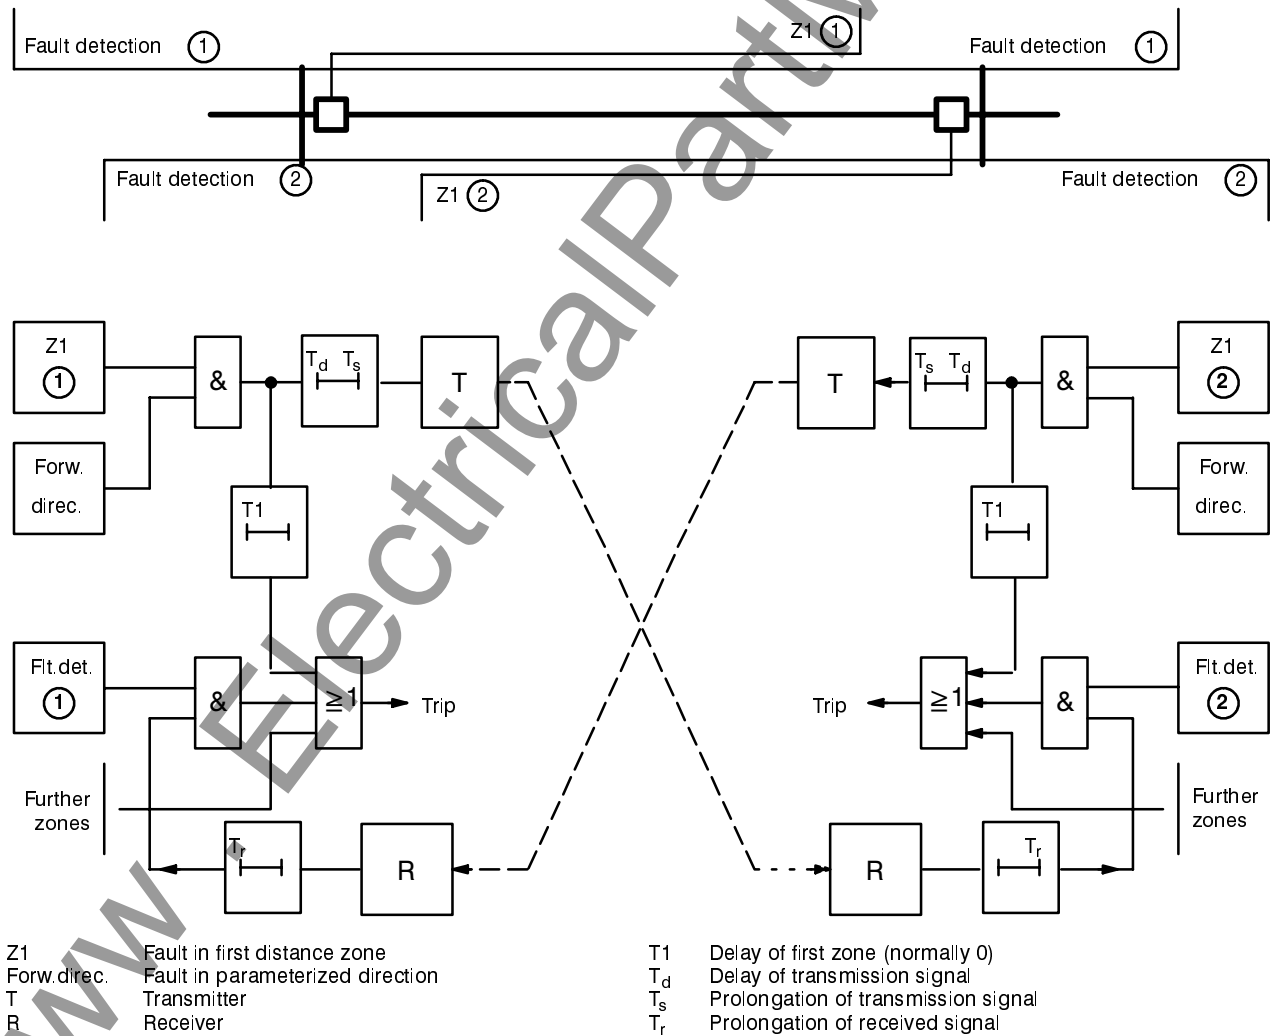 Z1 1
Fault detection 1
Fault detection 1
Fault detection 2
Z1 2
Fault detection 2
Z1
1
&
Td Ts
T
T
Ts Td
&
Z1
2
Forw.
direc.
Forw.
direc.
T1
T1
Flt.det.
1
&
≥1
Trip
Trip
≥1
&
Flt.det.
2
Further
zones
Further
zones
Tr
R
R
Tr
Z1 Fault in first distance zone
Forw.direc. Fault in parameterized direction
T Transmitter
R Receiver
T1 Delay of first zone (normally 0)
Td Delay of transmission signal
Ts Prolongation of transmission signal
Tr Prolongation of received signal
www.ElectricalPartM